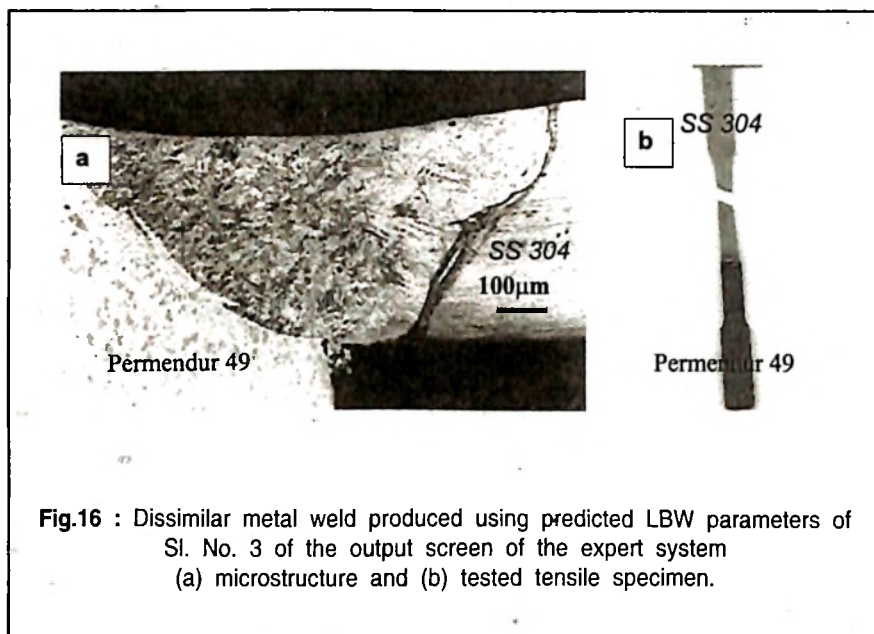 a
SS 304
100µm
Permendur 49
b
SS 304
Permendur 49
Fig.16 : Dissimilar metal weld produced using predicted LBW parameters of
Sl. No. 3 of the output screen of the expert system
(a) microstructure and (b) tested tensile specimen.